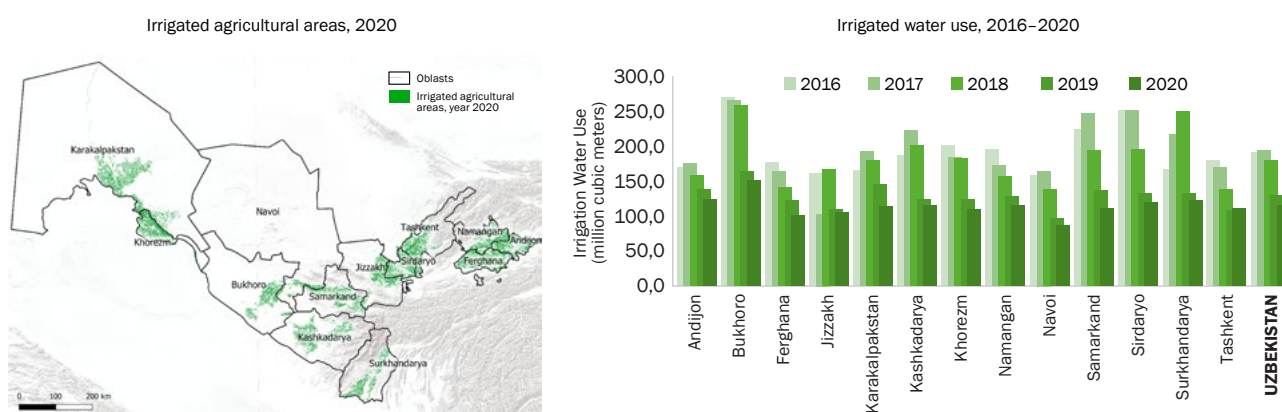 Irrigated agricultural areas, 2020
Oblasts
Irrigated agricultural
areas, year 2020
Karakalpakstan
Navoi
Khorezm
Tashkent
Namangan
Andijon
Jizzakh
Sirdaryo
Ferghana
Bukhoro
Samarkand
Kashkadarya
Surkhandarya
0 100 200 km
Irrigated water use, 2016–2020
2016 2017 2018 2019 2020
Irrigation Water Use
(million cubic meters)
300,0
250,0
200,0
150,0
100,0
50,0
0,0
Andijon
Bukhoro
Ferghana
Jizzakh
Karakalpakstan
Kashkadarya
Khorezm
Namangan
Navoi
Samarkand
Sirdaryo
Surkhandarya
Tashkent
UZBEKISTAN